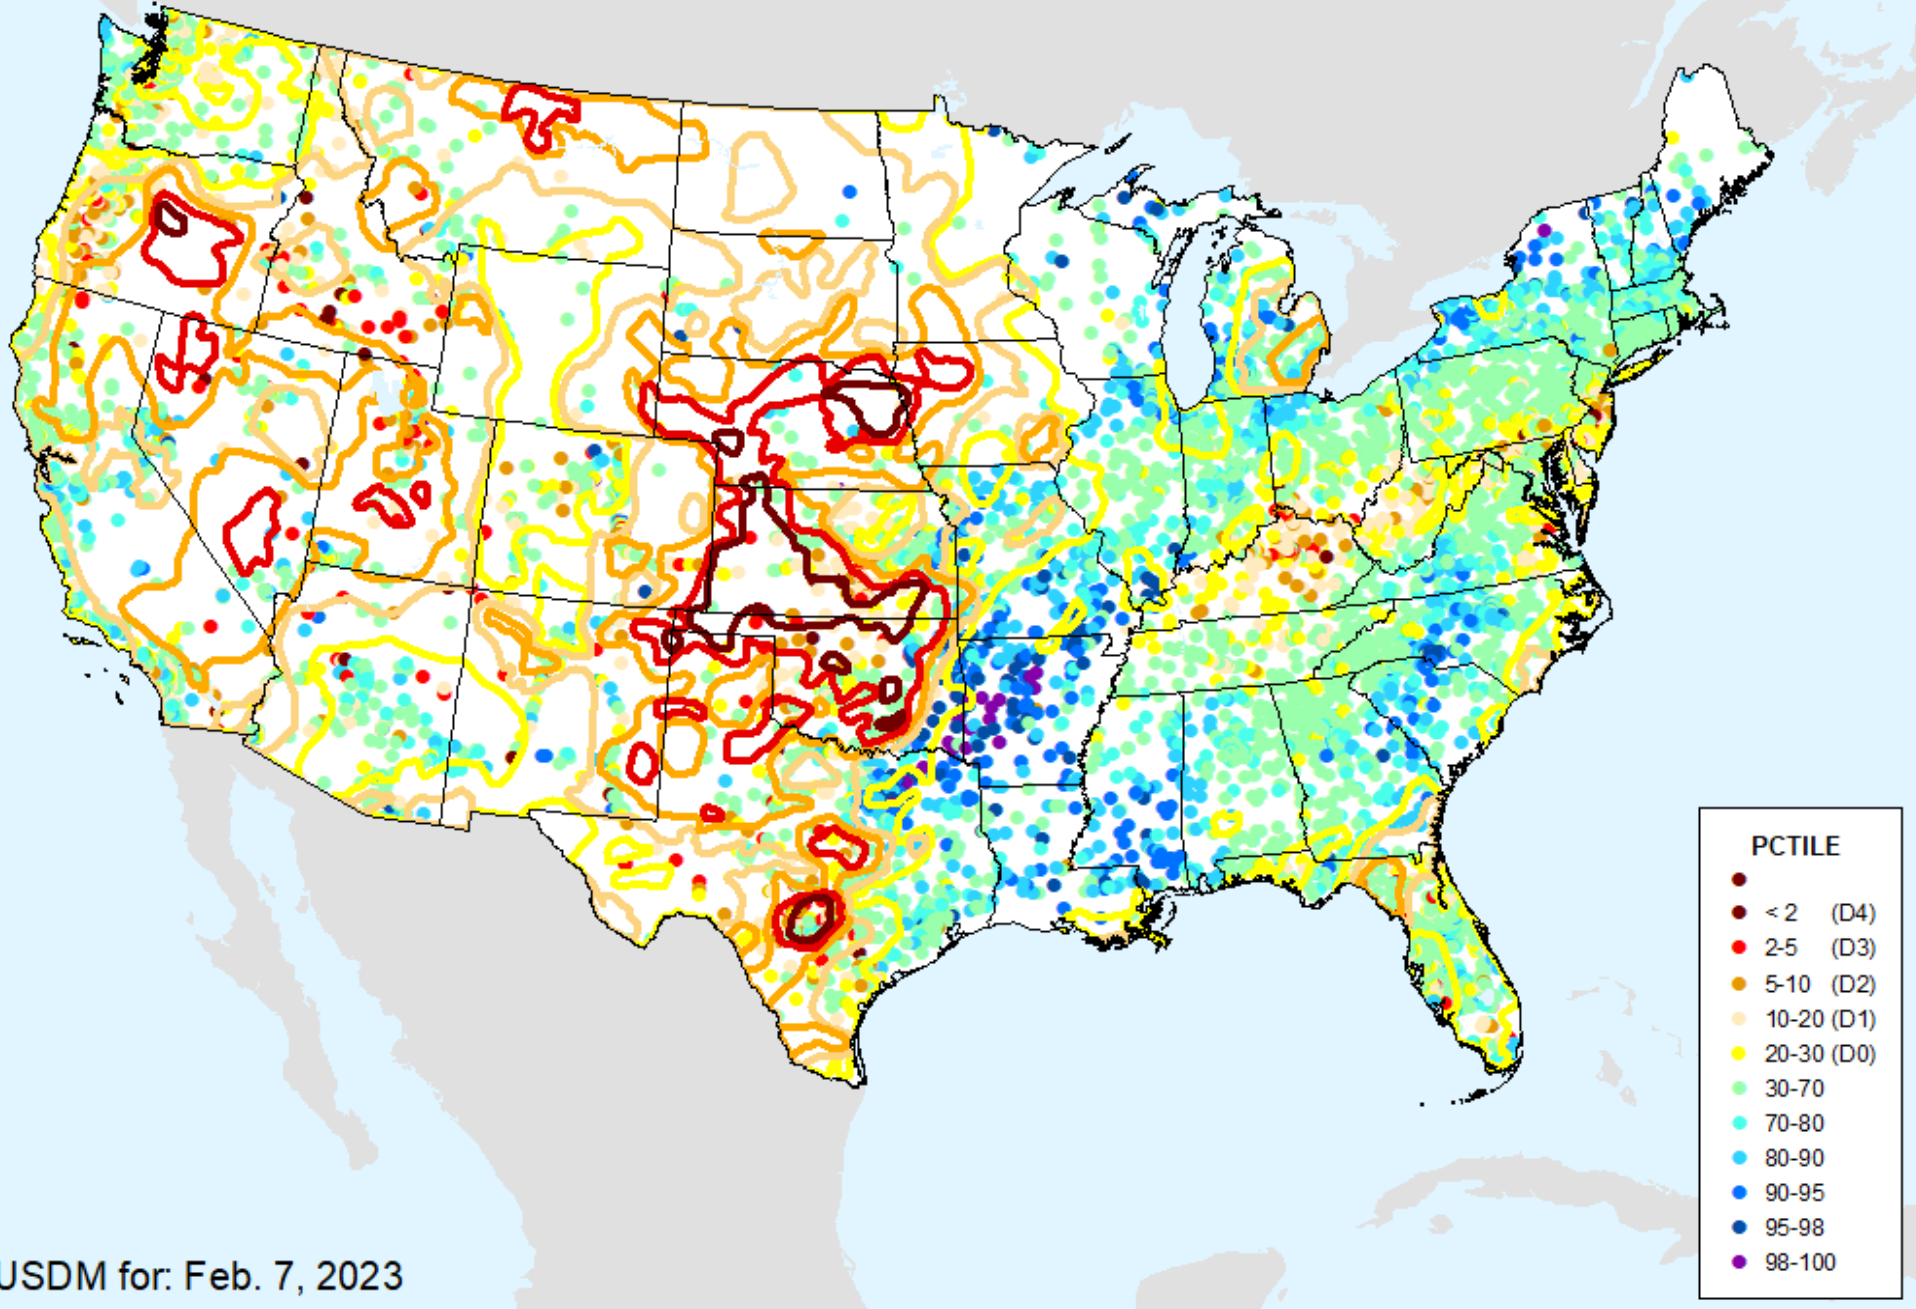 PCTILE
< 2 (D4)
2-5 (D3)
5-10 (D2)
10-20 (D1)
20-30 (D0)
30-70
70-80
80-90
90-95
95-98
98-100
USDM for: Feb. 7, 2023